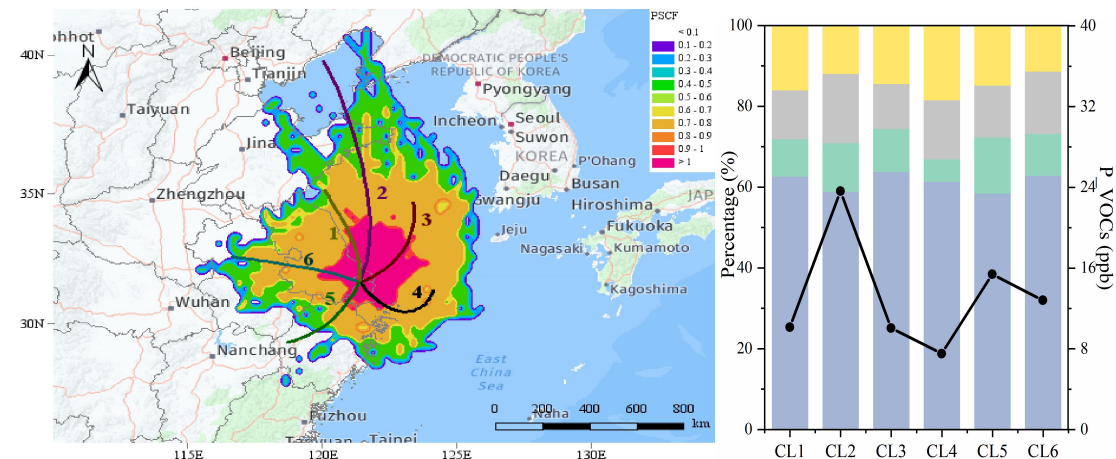 PSCF
< 0.1
0.1 - 0.2
0.2 - 0.3
0.3 - 0.4
0.4 - 0.5
0.5 - 0.6
0.6 - 0.7
0.7 - 0.8
0.8 - 0.9
0.9 - 1
> 1
N
40N
35N
30N
115E
120E
125E
130E
ohhot
Beijing
Tianjin
Taiyuan
Jina
Zhengzhou
Wuhan
Nanchang
Fuzhou
Taipei
DEMOCRATIC PEOPLE'S
REPUBLIC OF KOREA
Pyongyang
Incheon
Seoul
Suwon
KOREA
P'Ohang
Daegu
Busan
Gwangju
Hiroshima
JAP
Jeju
Fukuoka
Nagasaki
Kumamoto
Kagoshima
East
China
Sea
Naha
1
2
3
4
5
6
0 200 400 600 800
km
Percentage (%)
100
80
60
40
20
0
40
32
24
16
8
0
P_VOCs (ppb)
CL1 CL2 CL3 CL4 CL5 CL6